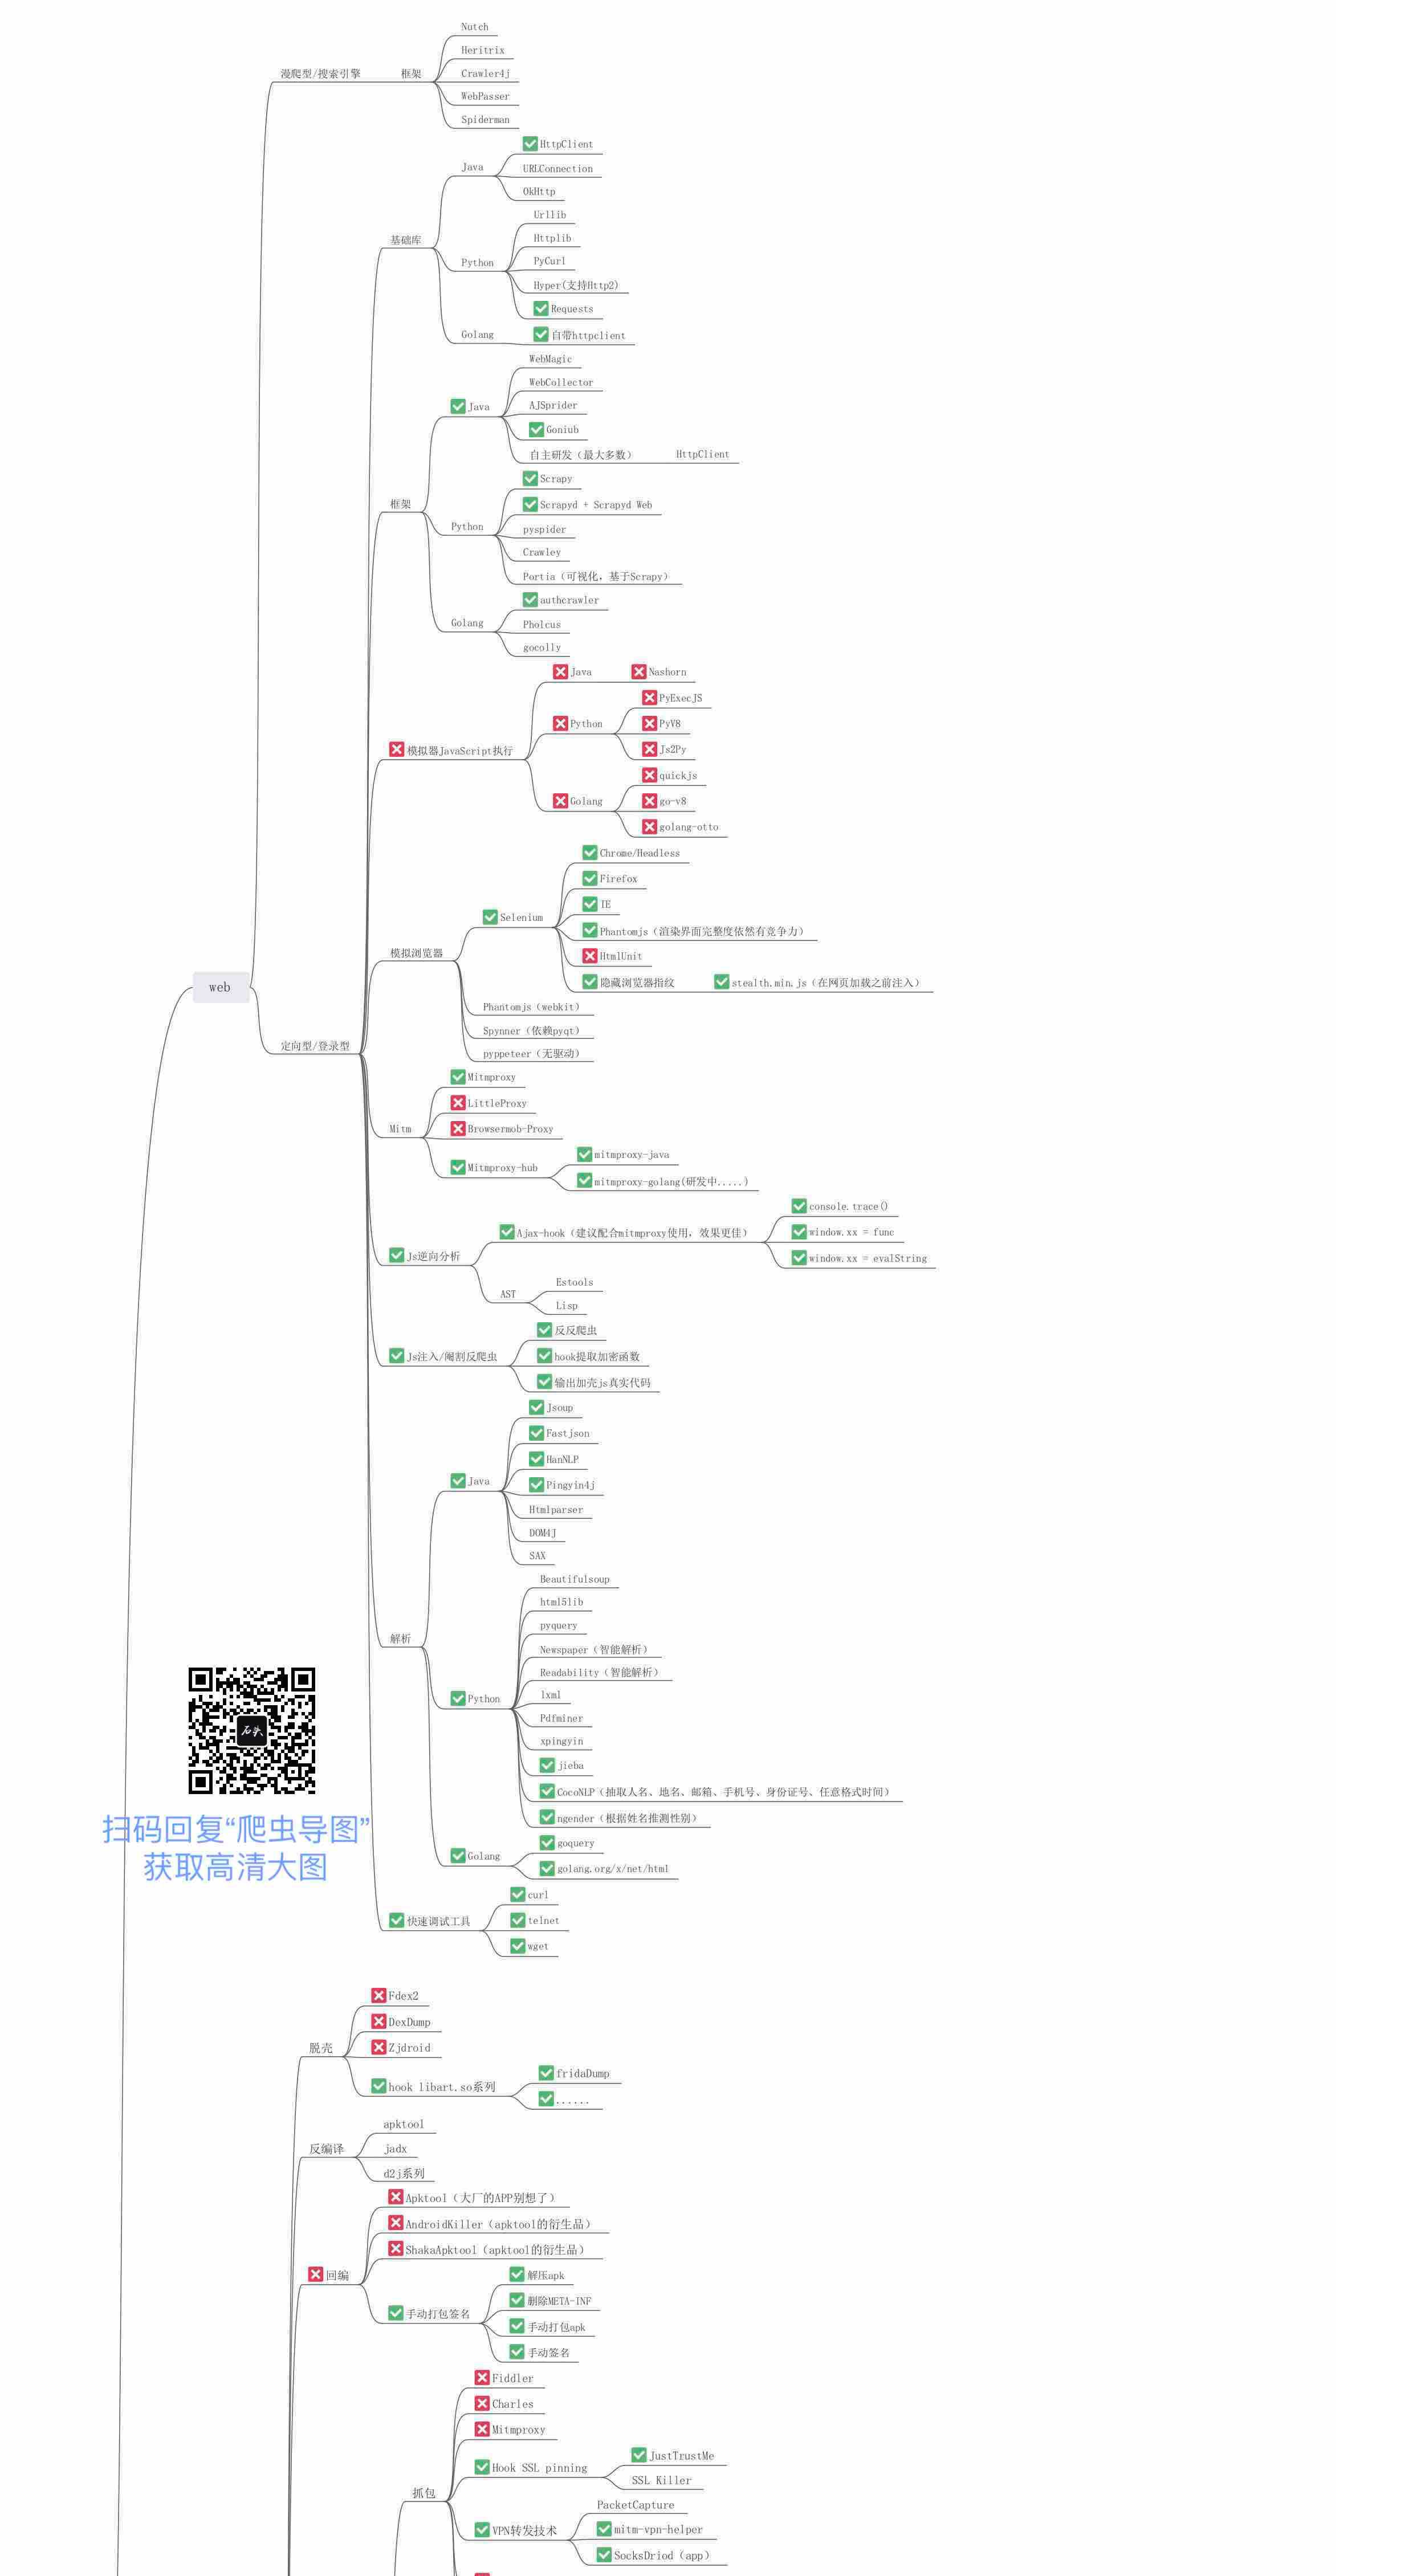 Nutch
Heritrix
漫爬型/搜索引擎 框架 Crawler4j
WebPasser
Spiderman
HttpClient
Java
URLConnection
OkHttp
Urllib
基础库
Httplib
Python
PyCurl
Hyper(支持Http2)
Requests
Golang
自带httpclient
WebMagic
WebCollector
Java
AJSprider
Goniub
自主研发（最大多数） HttpClient
Scrapy
框架
Scrapyd + Scrapyd Web
Python
pyspider
Crawley
Portia（可视化，基于Scrapy）
authcrawler
Golang
Pholcus
gocolly
Java Nashorn
PyExecJS
Python PyV8
模拟器JavaScript执行
Js2Py
quickjs
Golang go-v8
golang-otto
Chrome/Headless
Firefox
IE
Selenium
Phantomjs（渲染界面完整度依然有竞争力）
模拟浏览器
HtmlUnit
隐藏浏览器指纹 stealth.min.js（在网页加载之前注入）
web
Phantomjs（webkit）
Spynner（依赖pyqt）
定向型/登录型
pyppeteer（无驱动）
Mitmproxy
LittleProxy
Mitm
Browsermob-Proxy
Mitmproxy-hub
mitmproxy-java
mitmproxy-golang(研发中.....)
Js逆向分析
Ajax-hook（建议配合mitmproxy使用，效果更佳）
console.trace()
window.xx = func
window.xx = evalString
AST
Estools
Lisp
Js注入/阉割反爬虫
反反爬虫
hook提取加密函数
输出加壳js真实代码
Jsoup
Fastjson
HanNLP
Java
Pingyin4j
Htmlparser
DOM4J
SAX
解析
Beautifulsoup
html5lib
pyquery
Newspaper（智能解析）
Readability（智能解析）
Python
lxml
Pdfminer
xpingyin
jieba
CocoNLP（抽取人名、地名、邮箱、手机号、身份证号、任意格式时间）
ngender（根据姓名推测性别）
Golang
goquery
golang.org/x/net/html
石头
扫码回复“爬虫导图”
获取高清大图
快速调试工具
curl
telnet
wget
脱壳
Fdex2
DexDump
Zjdroid
hook libart.so系列
fridaDump
......
反编译
apktool
jadx
d2j系列
回编
Apktool（大厂的APP别想了）
AndroidKiller（apktool的衍生品）
ShakaApktool（apktool的衍生品）
手动打包签名
解压apk
删除META-INF
手动打包apk
手动签名
抓包
Fiddler
Charles
Mitmproxy
Hook SSL pinning
JustTrustMe
SSL Killer
VPN转发技术
PacketCapture
mitm-vpn-helper
SocksDriod（app）